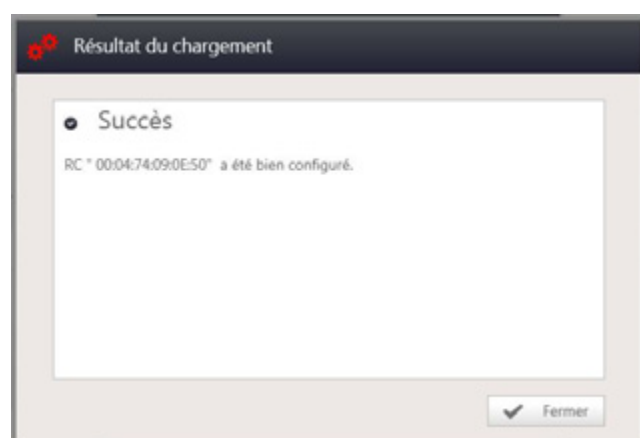 Résultat du chargement
Succès
RC " 00:04:74:09:0E:50" a été bien configuré.
Fermer